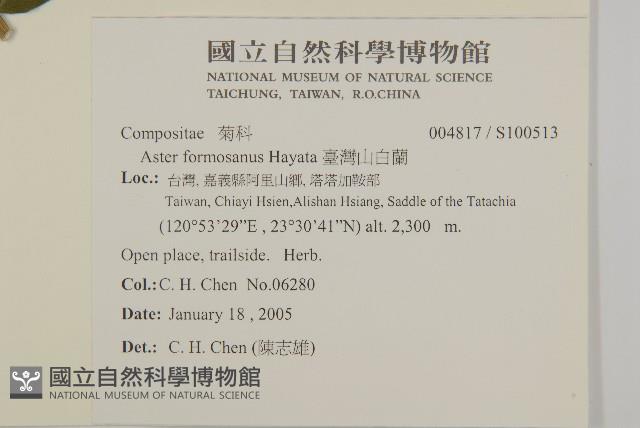 國立自然科學博物館
NATIONAL MUSEUM OF NATURAL SCIENCE
TAICHUNG, TAIWAN, R.O.CHINA
Compositae 菊科 004817 / S100513
Aster formosanus Hayata 臺灣山白蘭
Loc.: 台灣, 嘉義縣阿里山鄉, 塔塔加鞍部
Taiwan, Chiayi Hsien,Alishan Hsiang, Saddle of the Tatachia
(120°53’29”E , 23°30’41”N) alt. 2,300 m.
Open place, trailside. Herb.
Col.: C. H. Chen No.06280
Date: January 18 , 2005
Det.: C. H. Chen (陳志雄)
國立自然科學博物館
NATIONAL MUSEUM OF NATURAL SCIENCE